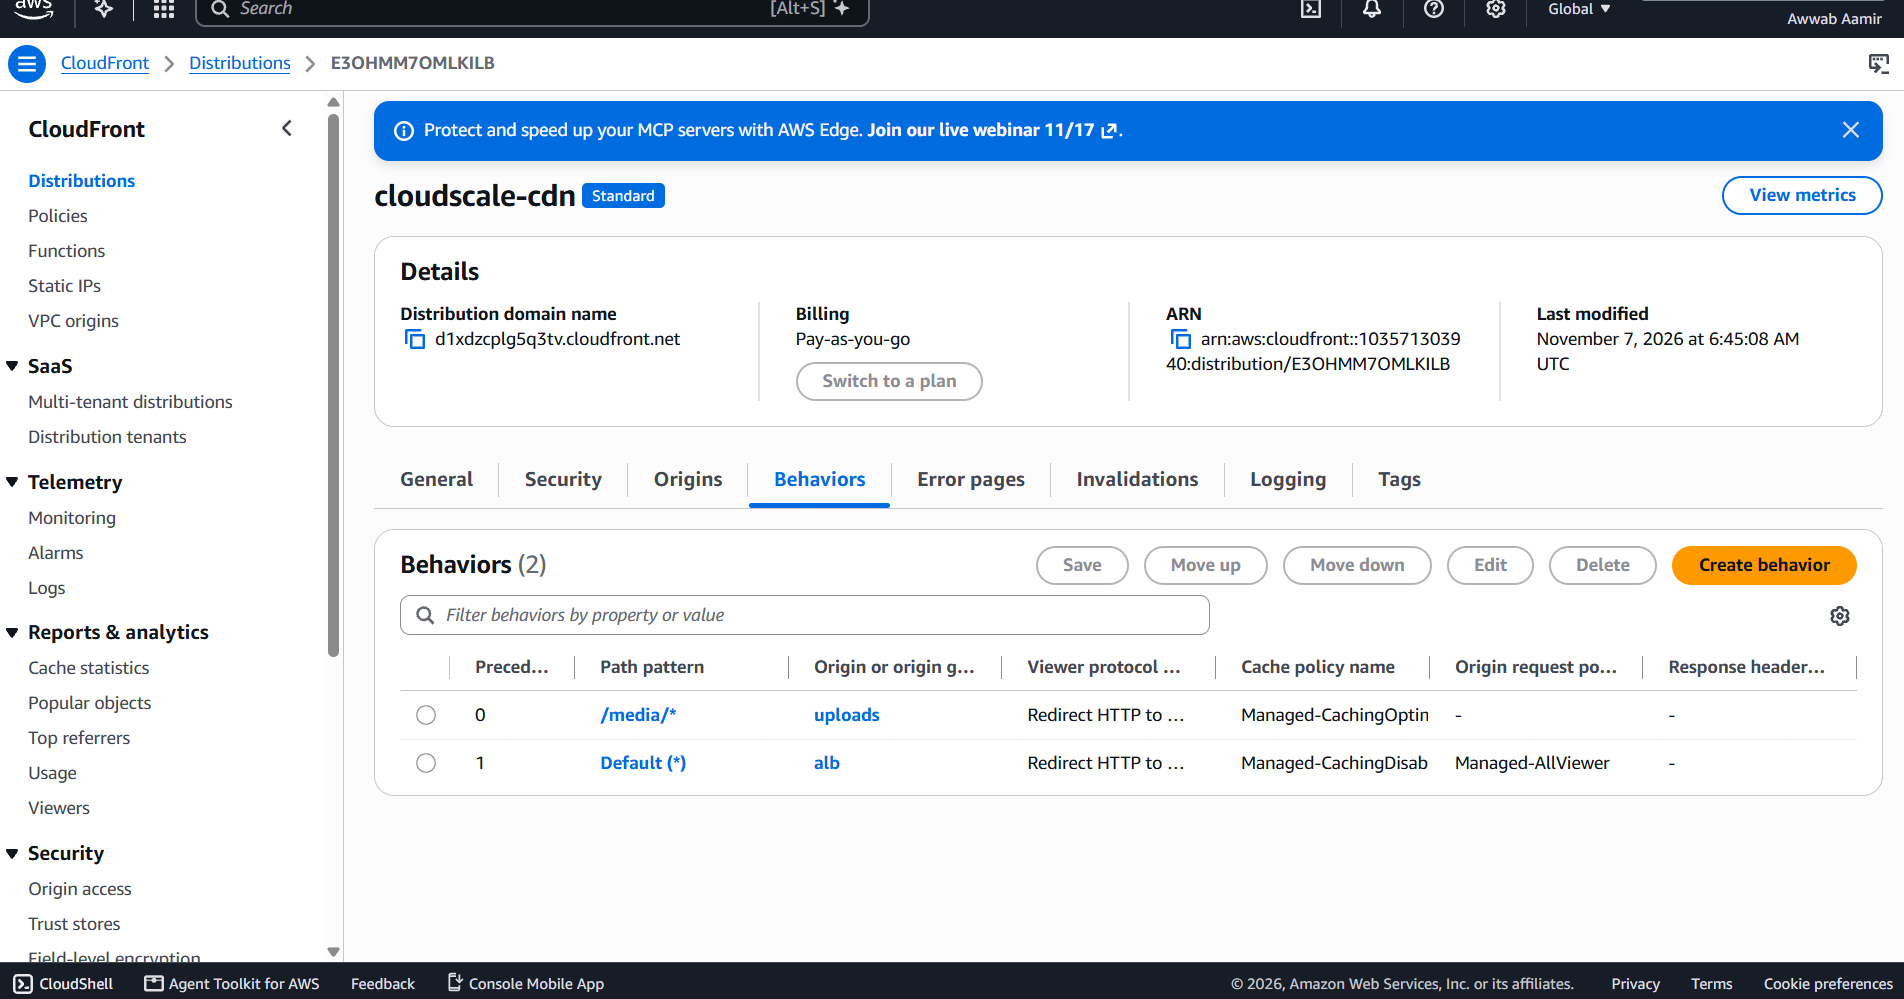 aws
Search [Alt+S]
Global ▼
Awwab Aamir
CloudFront > Distributions > E3OHMM7OMLKILB
CloudFront
Distributions
Policies
Functions
Static IPs
VPC origins
SaaS
Multi-tenant distributions
Distribution tenants
Telemetry
Monitoring
Alarms
Logs
Reports & analytics
Cache statistics
Popular objects
Top referrers
Usage
Viewers
Security
Origin access
Trust stores
Field-level encryption
Protect and speed up your MCP servers with AWS Edge. Join our live webinar 11/17.
cloudscale-cdn Standard
View metrics
Details
Distribution domain name
d1xdzcplg5q3tv.cloudfront.net
Billing
Pay-as-you-go
Switch to a plan
ARN
arn:aws:cloudfront::1035713039
40:distribution/E3OHMM7OMLKILB
Last modified
November 7, 2026 at 6:45:08 AM
UTC
General Security Origins Behaviors Error pages Invalidations Logging Tags
Behaviors (2)
Save Move up Move down Edit Delete Create behavior
Filter behaviors by property or value
Preced... Path pattern Origin or origin g... Viewer protocol ... Cache policy name Origin request po... Response header...
0 /media/* uploads Redirect HTTP to ... Managed-CachingOptin - -
1 Default (*) alb Redirect HTTP to ... Managed-CachingDisab Managed-AllViewer -
CloudShell Agent Toolkit for AWS Feedback Console Mobile App
© 2026, Amazon Web Services, Inc. or its affiliates. Privacy Terms Cookie preferences